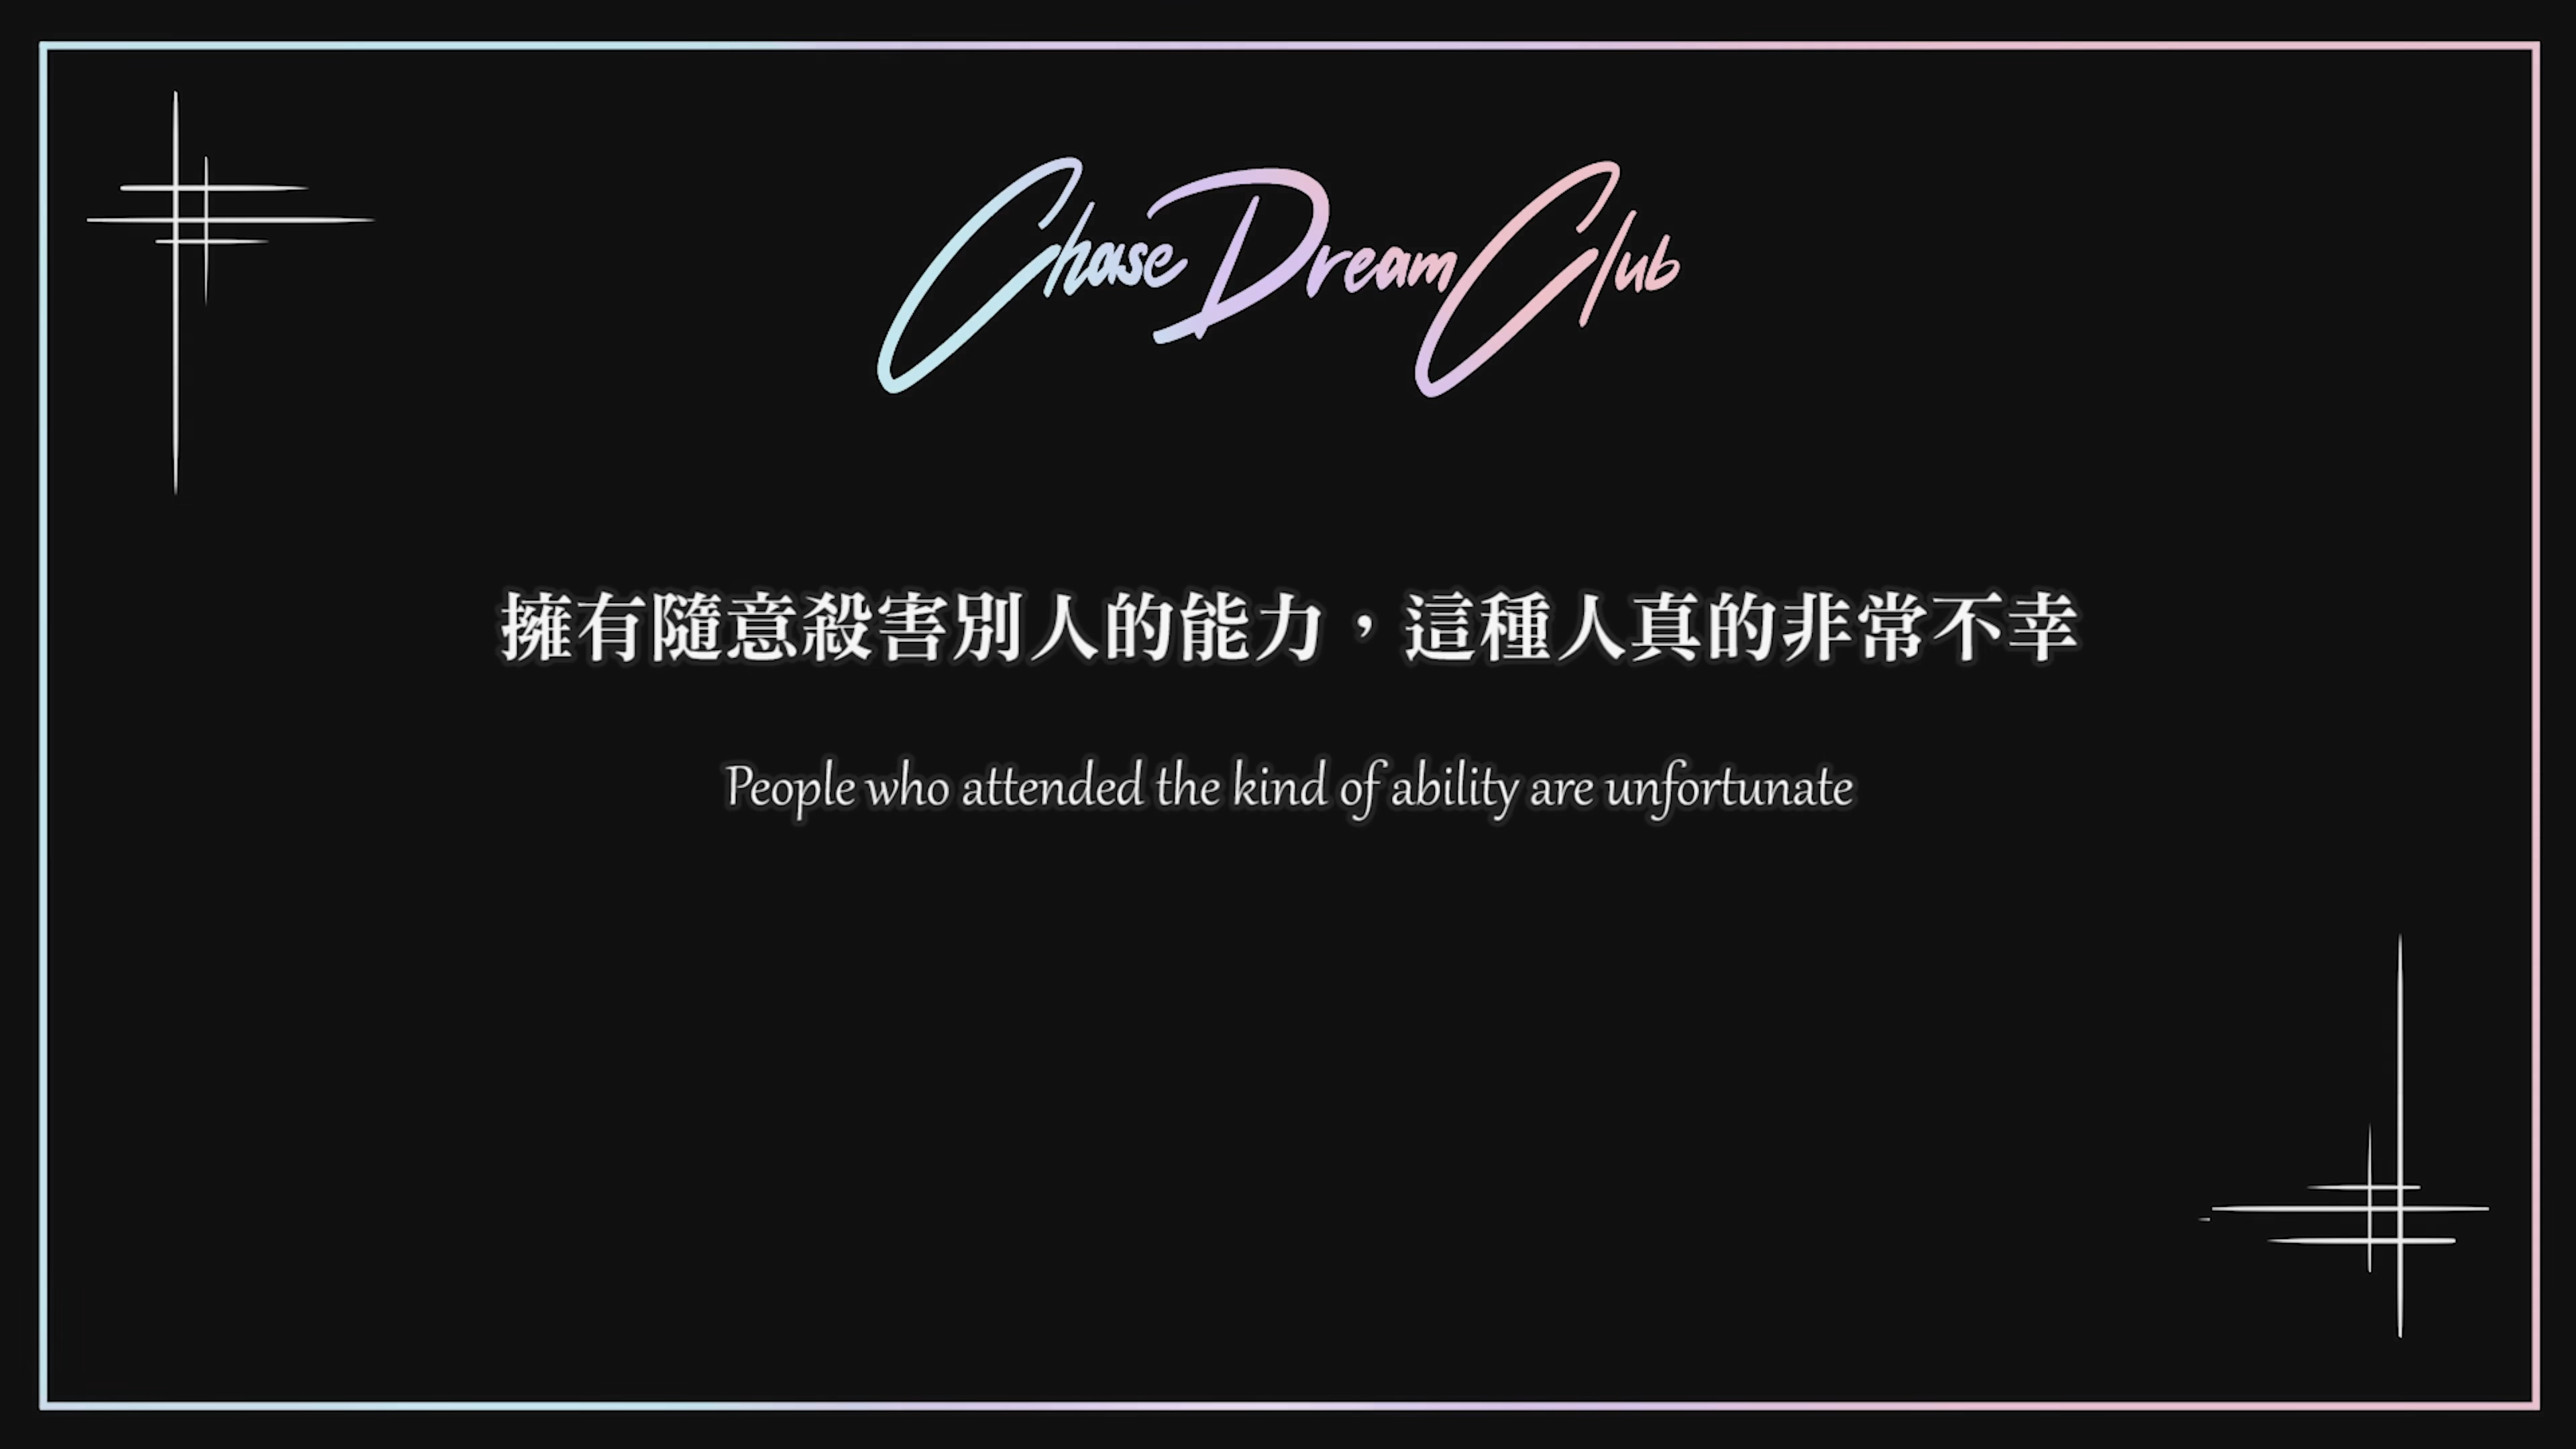 Chase Dream Club
擁有隨意殺害別人的能力，這種人真的非常不幸
People who attended the kind of ability are unfortunate